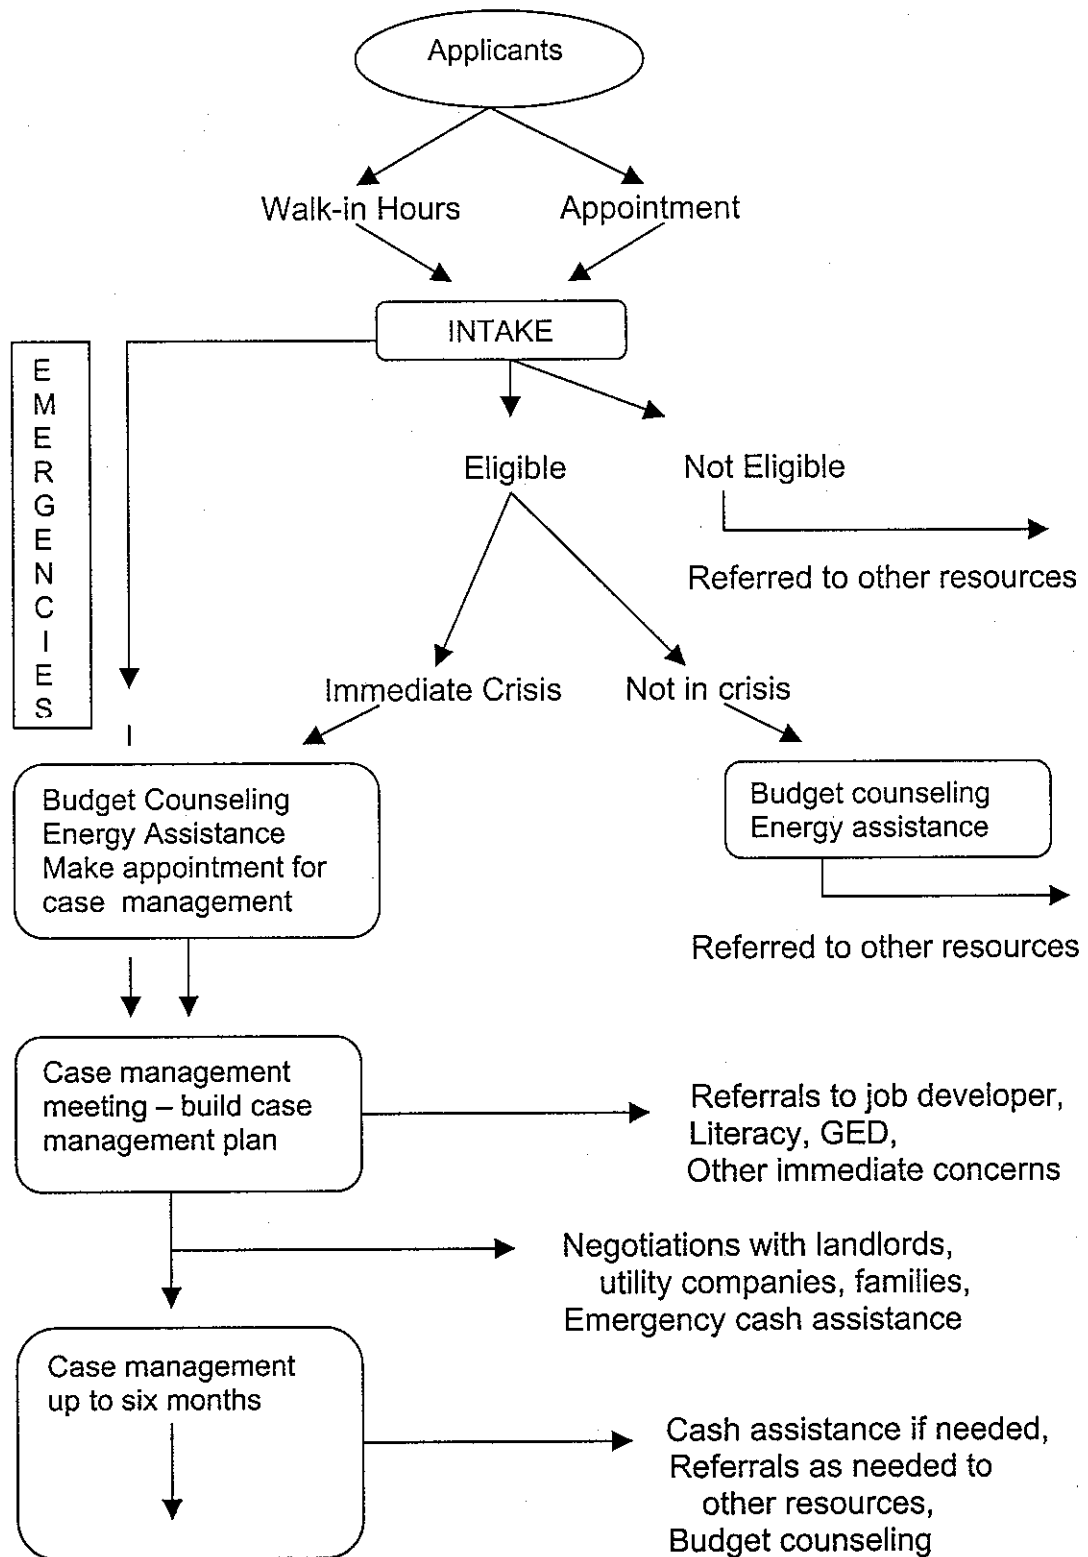 Applicants
Walk-in Hours
Appointment
INTAKE
EMERGENCIES
Eligible
Not Eligible
Referred to other resources
Immediate Crisis
Not in crisis
Budget Counseling
Energy Assistance
Make appointment for
case management
Budget counseling
Energy assistance
Referred to other resources
Case management
meeting – build case
management plan
Referrals to job developer,
Literacy, GED,
Other immediate concerns
Negotiations with landlords,
utility companies, families,
Emergency cash assistance
Case management
up to six months
Cash assistance if needed,
Referrals as needed to
other resources,
Budget counseling